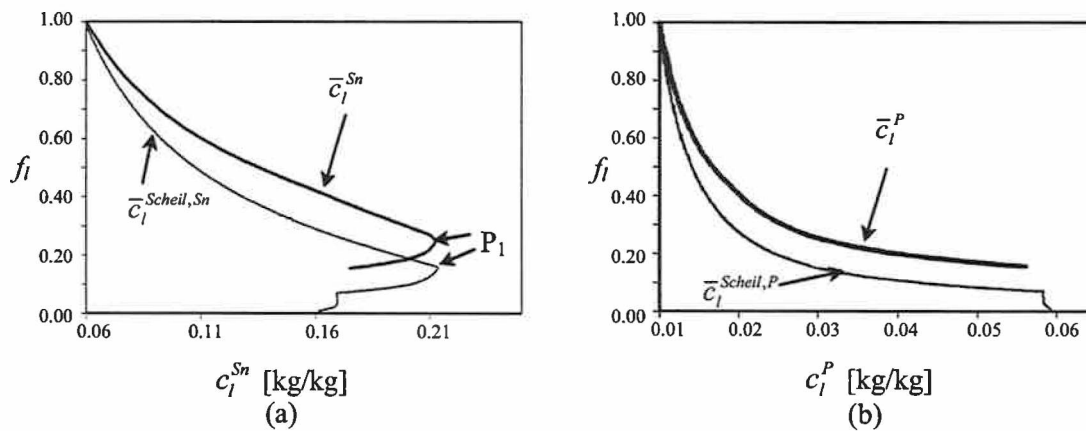 1.00
0.80
0.60
0.40
0.20
0.00
f_l
c̅_l^{Sn}
c̅_l^{Scheil,Sn}
P₁
0.06 0.11 0.16 0.21
c_l^{Sn} [kg/kg]
(a)
1.00
0.80
0.60
0.40
0.20
0.00
f_l
c̅_l^{P}
c̅_l^{Scheil,P}
0.01 0.02 0.03 0.04 0.05 0.06
c_l^{P} [kg/kg]
(b)